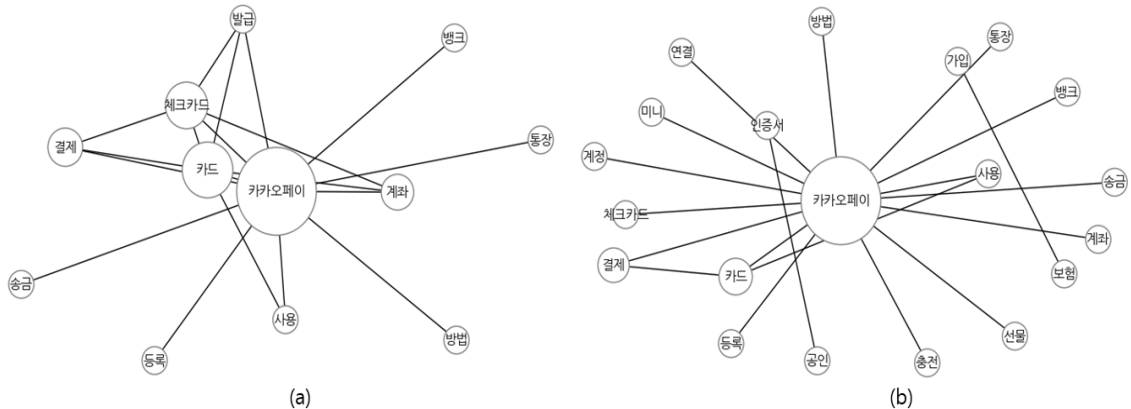 발급
뱅크
체크카드
결제
카드
통장
카카오페이
계좌
송금
사용
등록
방법
(a)
방법
통장
연결
가입
뱅크
미니
인증서
계정
사용
송금
카카오페이
체크카드
계좌
결제
카드
보험
등록
선물
공인
충전
(b)